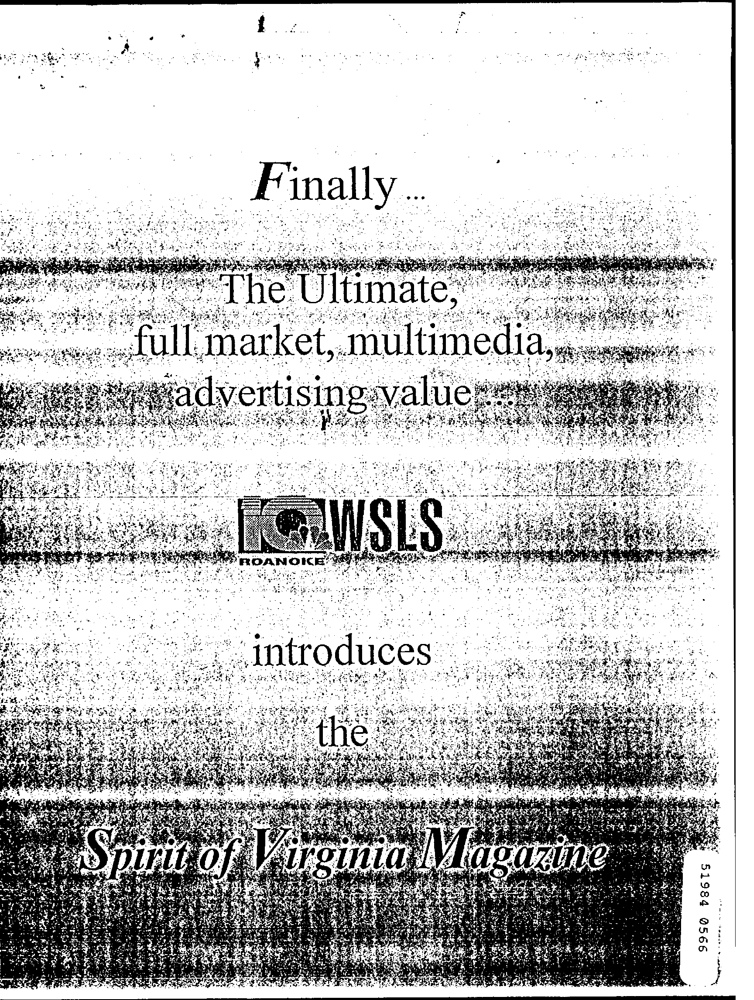 Finally ...
The Ultimate,
full market, multimedia,
advertising value ...
10 WSLS
ROANOKE
introduces
the
Spirit of Virginia Magazine
51984 0566